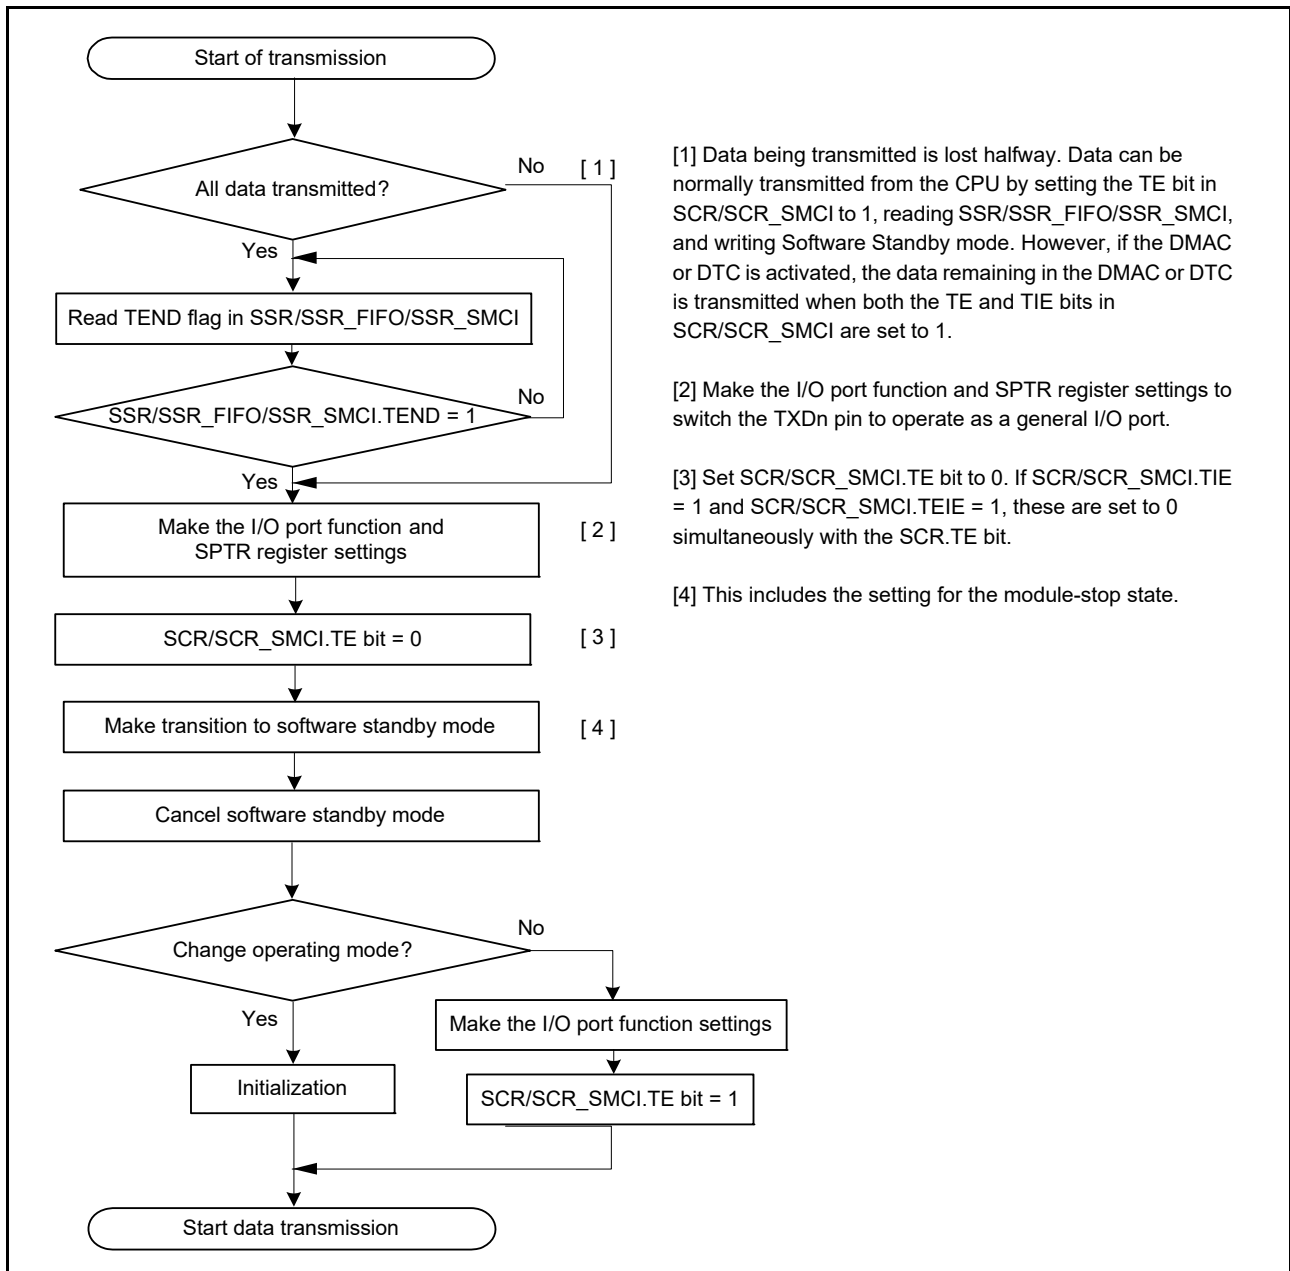 Start of transmission
All data transmitted?
No
[ 1 ]
Yes
Read TEND flag in SSR/SSR_FIFO/SSR_SMCI
SSR/SSR_FIFO/SSR_SMCI.TEND = 1
No
Yes
Make the I/O port function and
SPTR register settings
[ 2 ]
SCR/SCR_SMCI.TE bit = 0
[ 3 ]
Make transition to software standby mode
[ 4 ]
Cancel software standby mode
Change operating mode?
No
Yes
Make the I/O port function settings
Initialization
SCR/SCR_SMCI.TE bit = 1
Start data transmission
[1] Data being transmitted is lost halfway. Data can be
normally transmitted from the CPU by setting the TE bit in
SCR/SCR_SMCI to 1, reading SSR/SSR_FIFO/SSR_SMCI,
and writing Software Standby mode. However, if the DMAC
or DTC is activated, the data remaining in the DMAC or DTC
is transmitted when both the TE and TIE bits in
SCR/SCR_SMCI are set to 1.
[2] Make the I/O port function and SPTR register settings to
switch the TXDn pin to operate as a general I/O port.
[3] Set SCR/SCR_SMCI.TE bit to 0. If SCR/SCR_SMCI.TIE
= 1 and SCR/SCR_SMCI.TEIE = 1, these are set to 0
simultaneously with the SCR.TE bit.
[4] This includes the setting for the module-stop state.